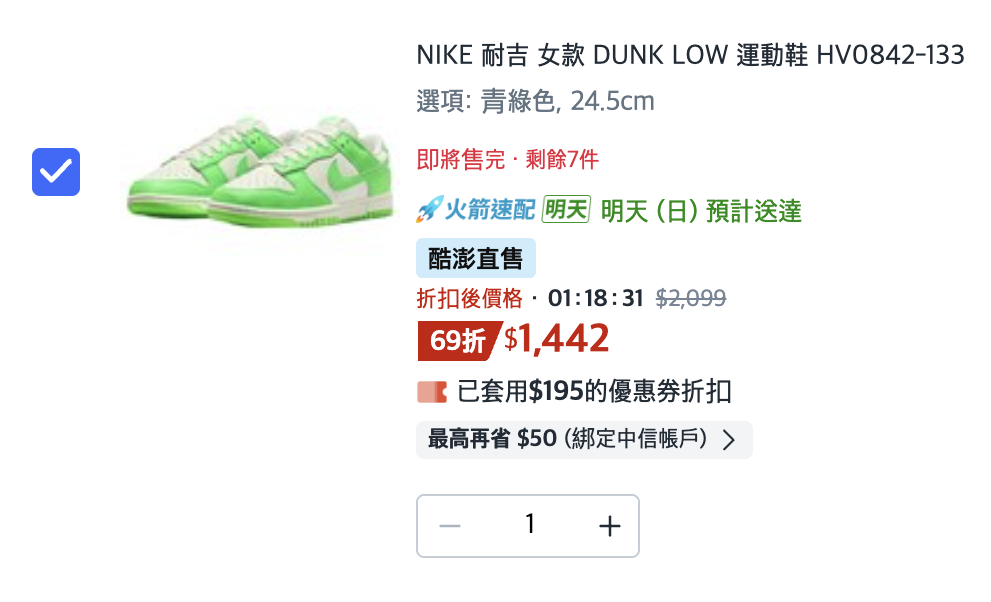 NIKE 耐吉 女款 DUNK LOW 運動鞋 HV0842-133
選項: 青綠色, 24.5cm
即將售完 · 剩餘7件
火箭速配 明天 明天 (日) 預計送達
酷澎直售
折扣後價格 · 01:18:31 $2,099
69折 $1,442
已套用$195的優惠券折扣
最高再省 $50 (綁定中信帳戶) >
− 1 +